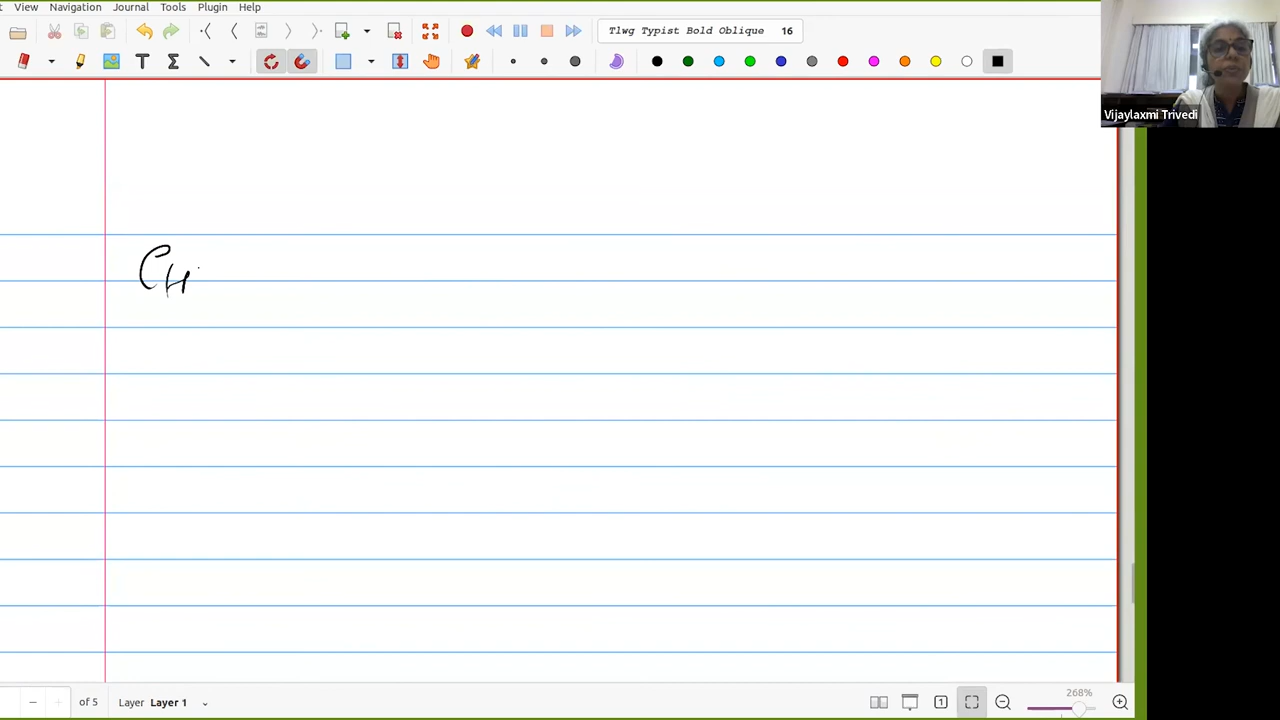 View Navigation Journal Tools Plugin Help
Tlwg Typist Bold Oblique 16
Vijaylaxmi Trivedi
CH
of 5 Layer Layer 1 268%